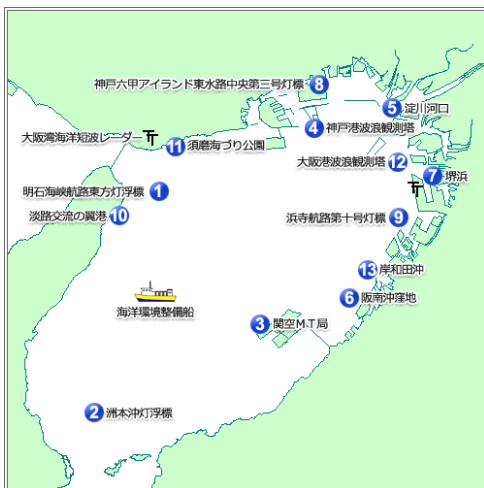 神戸六甲アイランド東水路中央第三号灯標 8
5 淀川河口
4 神戸港波浪観測塔
大阪湾海洋短波レーダー
11 須磨海づり公園
大阪港波浪観測塔 12
7 堺浜
明石海峡航路東方灯浮標 1
淡路交流の翼港
10
浜寺航路第十号灯標 9
13 岸和田沖
6 阪南沖窪地
海洋環境整備船
3 関空MT局
2 洲本沖灯浮標